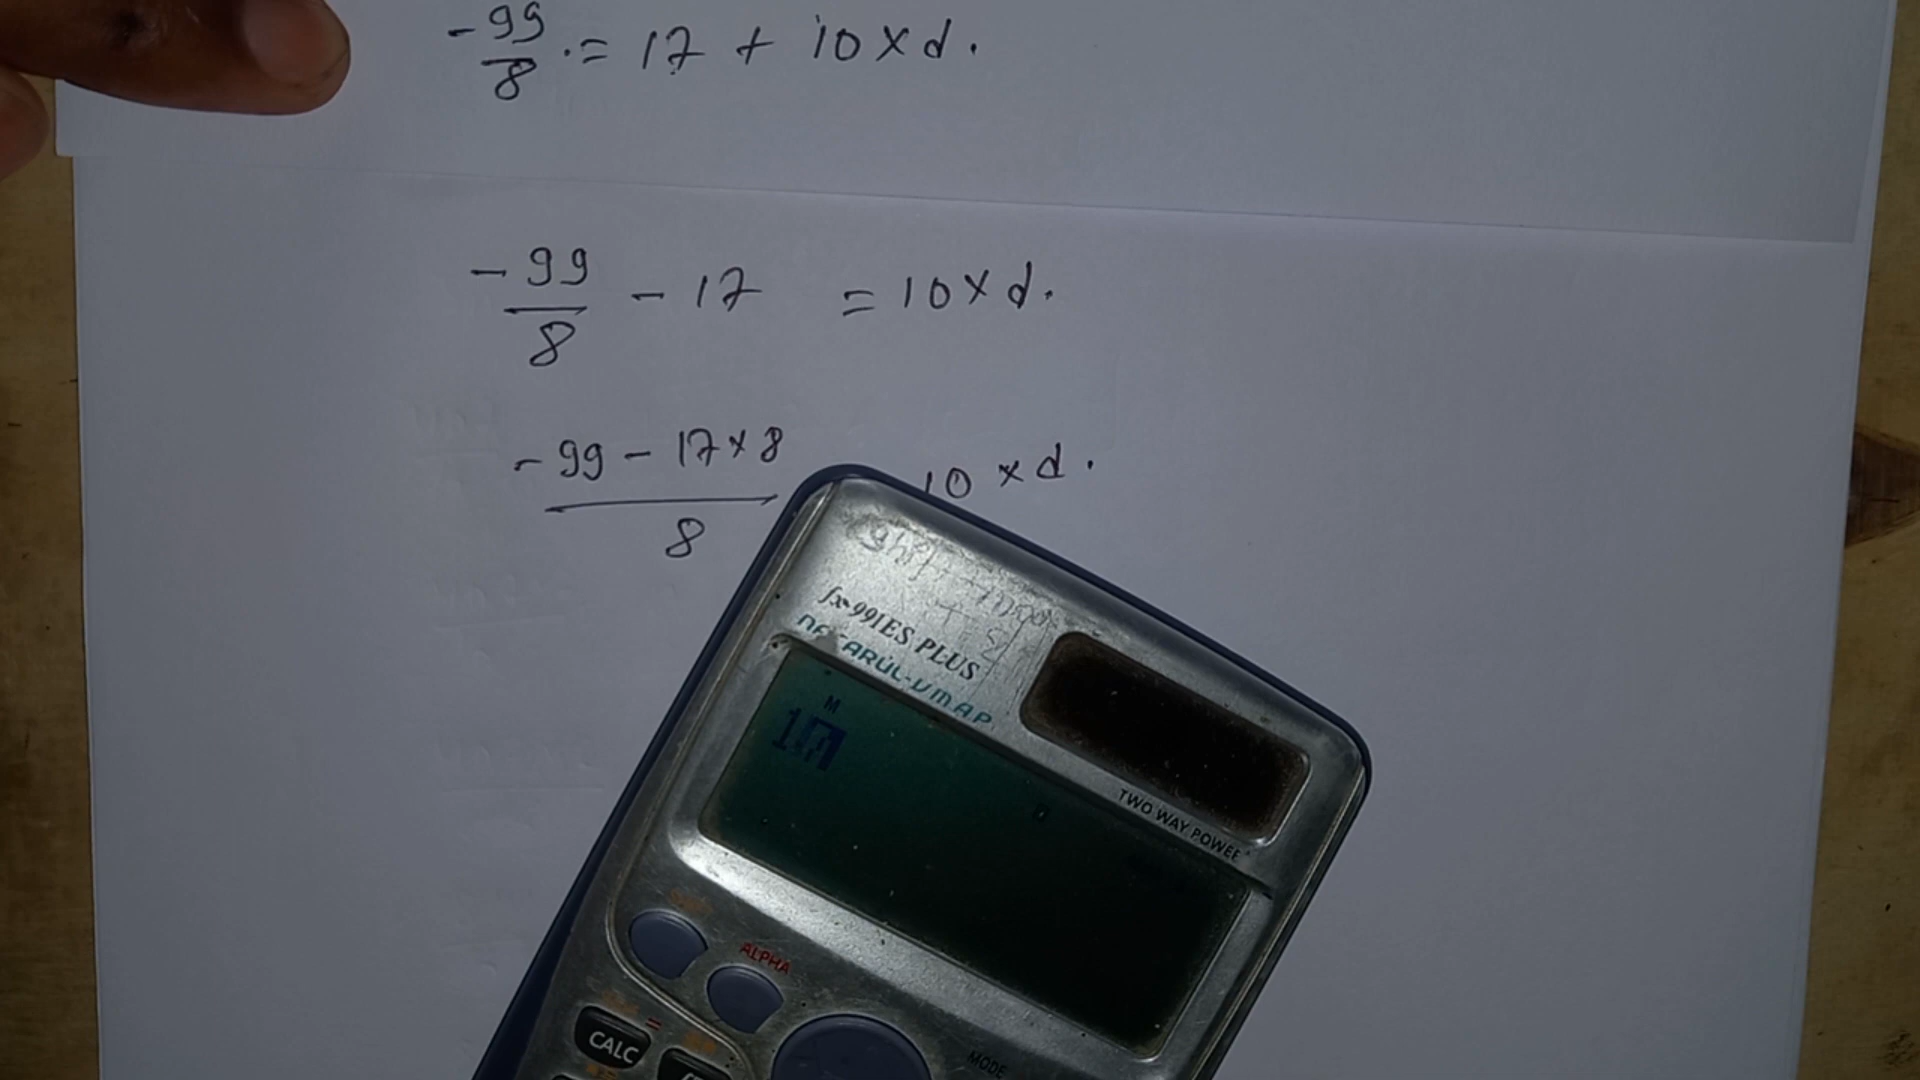 -99/8 .= 17 + 10 x d.
-99/8 - 17 = 10 x d.
-99 - 17 x 8 / 8 10 x d.
fx-991ES PLUS
TWO WAY POWER
M
ALPHA
MODE
CALC